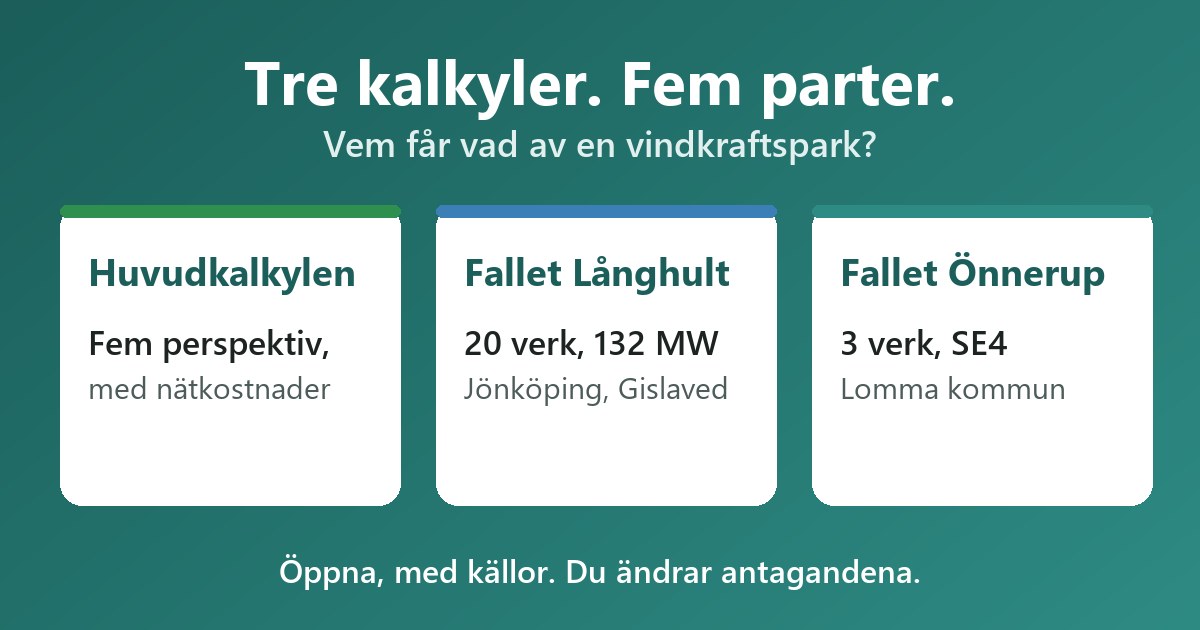 Tre kalkyler. Fem parter.
Vem får vad av en vindkraftspark?
Huvudkalkylen
Fem perspektiv,
med nätkostnader
Fallet Långhult
20 verk, 132 MW
Jönköping, Gislaved
Fallet Önnerup
3 verk, SE4
Lomma kommun
Öppna, med källor. Du ändrar antagandena.